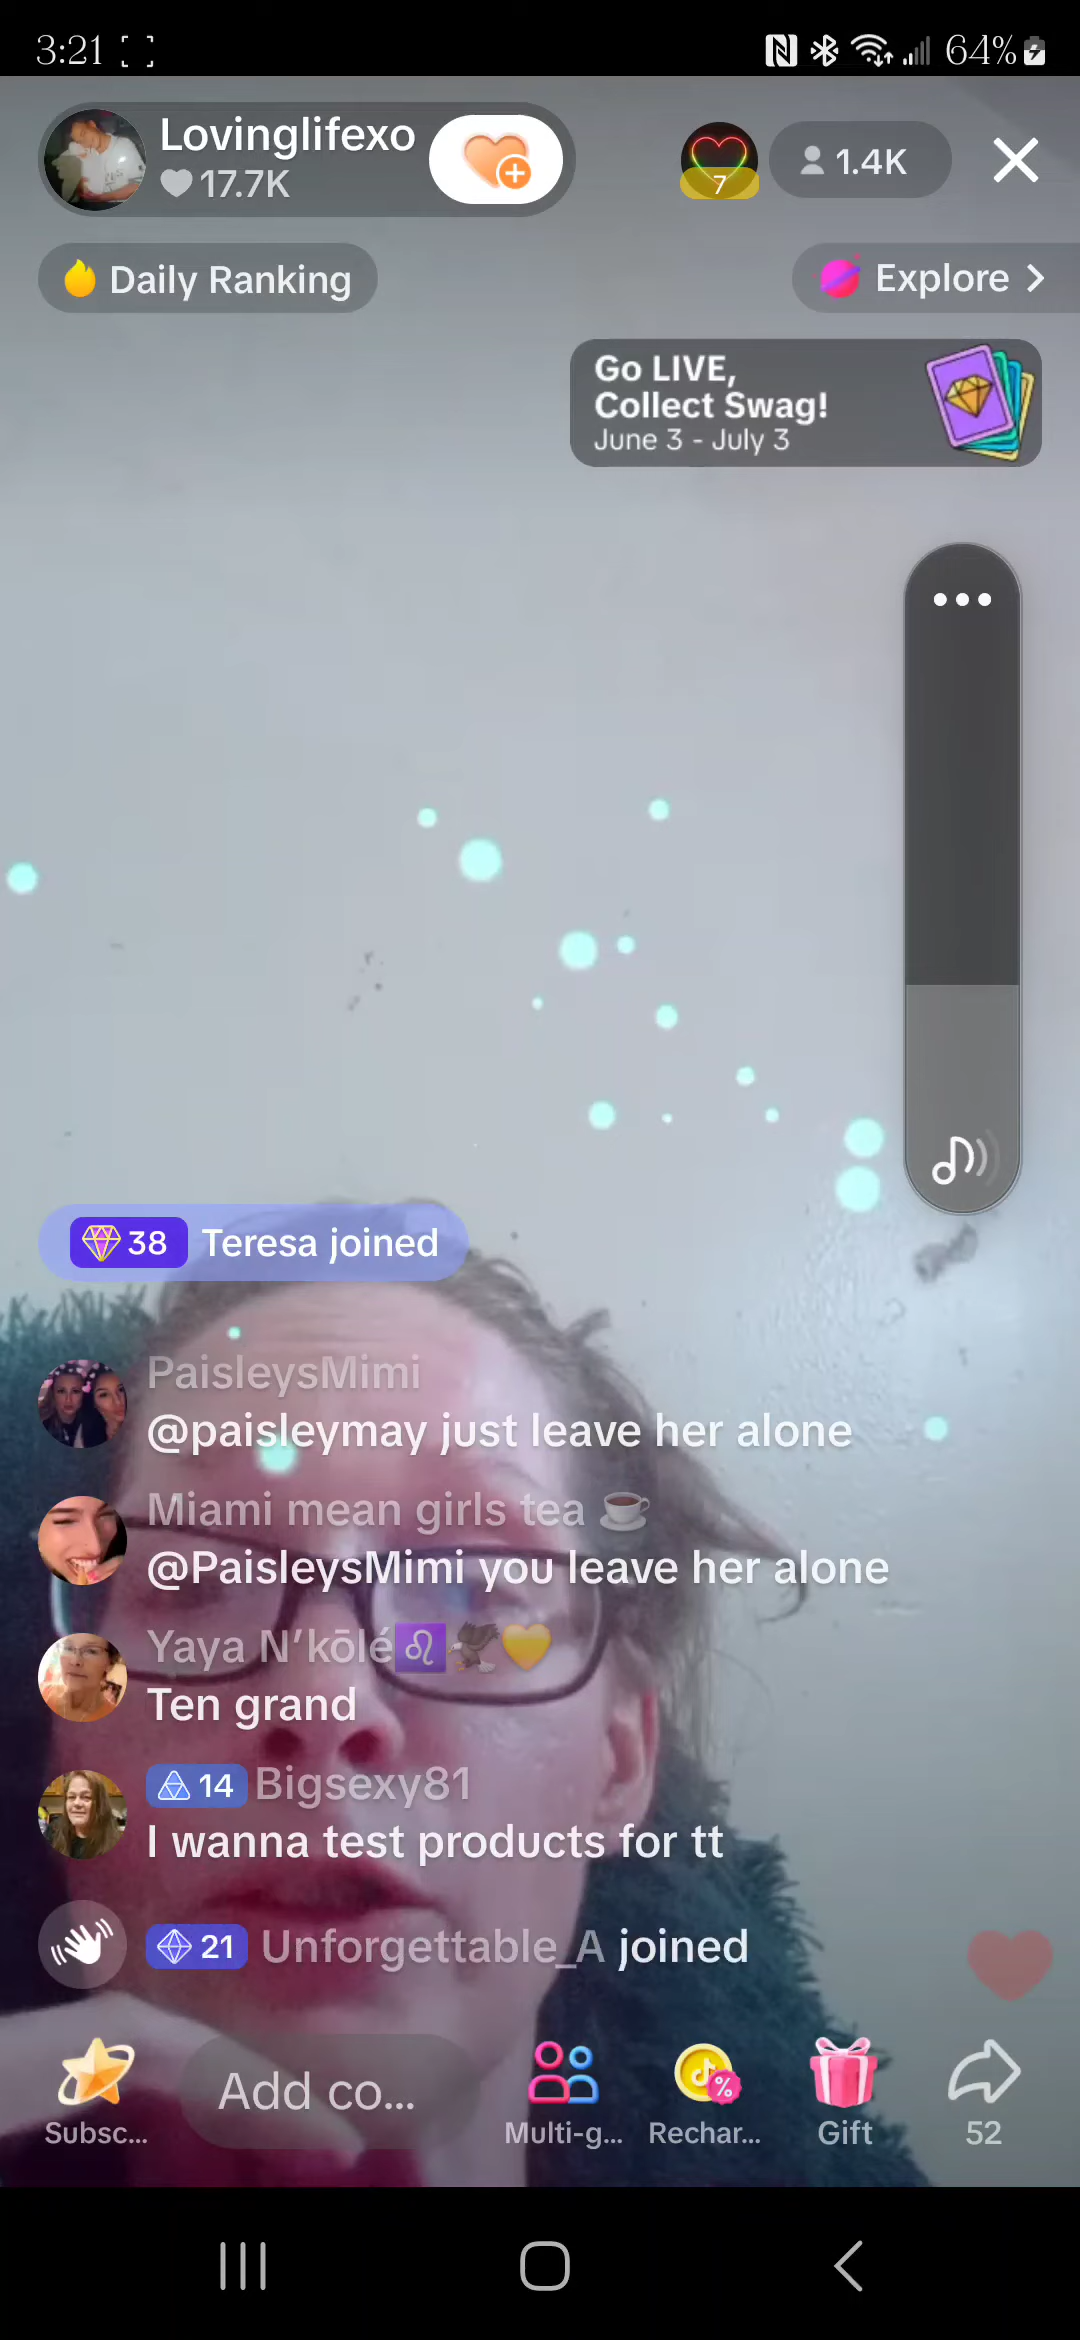 3:21
64%
Lovinglifexo
17.7K
7
1.4K
Daily Ranking
Explore
Go LIVE,
Collect Swag!
June 3 - July 3
38 Teresa joined
PaisleysMimi
@paisleymay just leave her alone
Miami mean girls tea ☕
@PaisleysMimi you leave her alone
Yaya N’kōlé♌🦅💛
Ten grand
14 Bigsexy81
I wanna test products for tt
21 Unforgettable_A joined
Add co...
Subsc...
Multi-g...
Rechar...
Gift
52